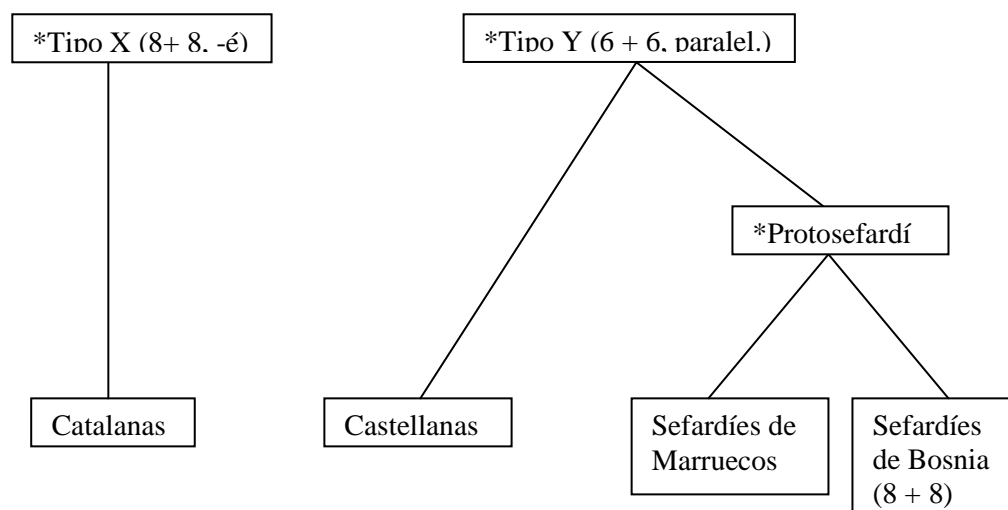 *Tipo X (8+ 8, -é)
*Tipo Y (6 + 6, paralel.)
*Protosefardí
Catalanas
Castellanas
Sefardíes de
Marruecos
Sefardíes
de Bosnia
(8 + 8)